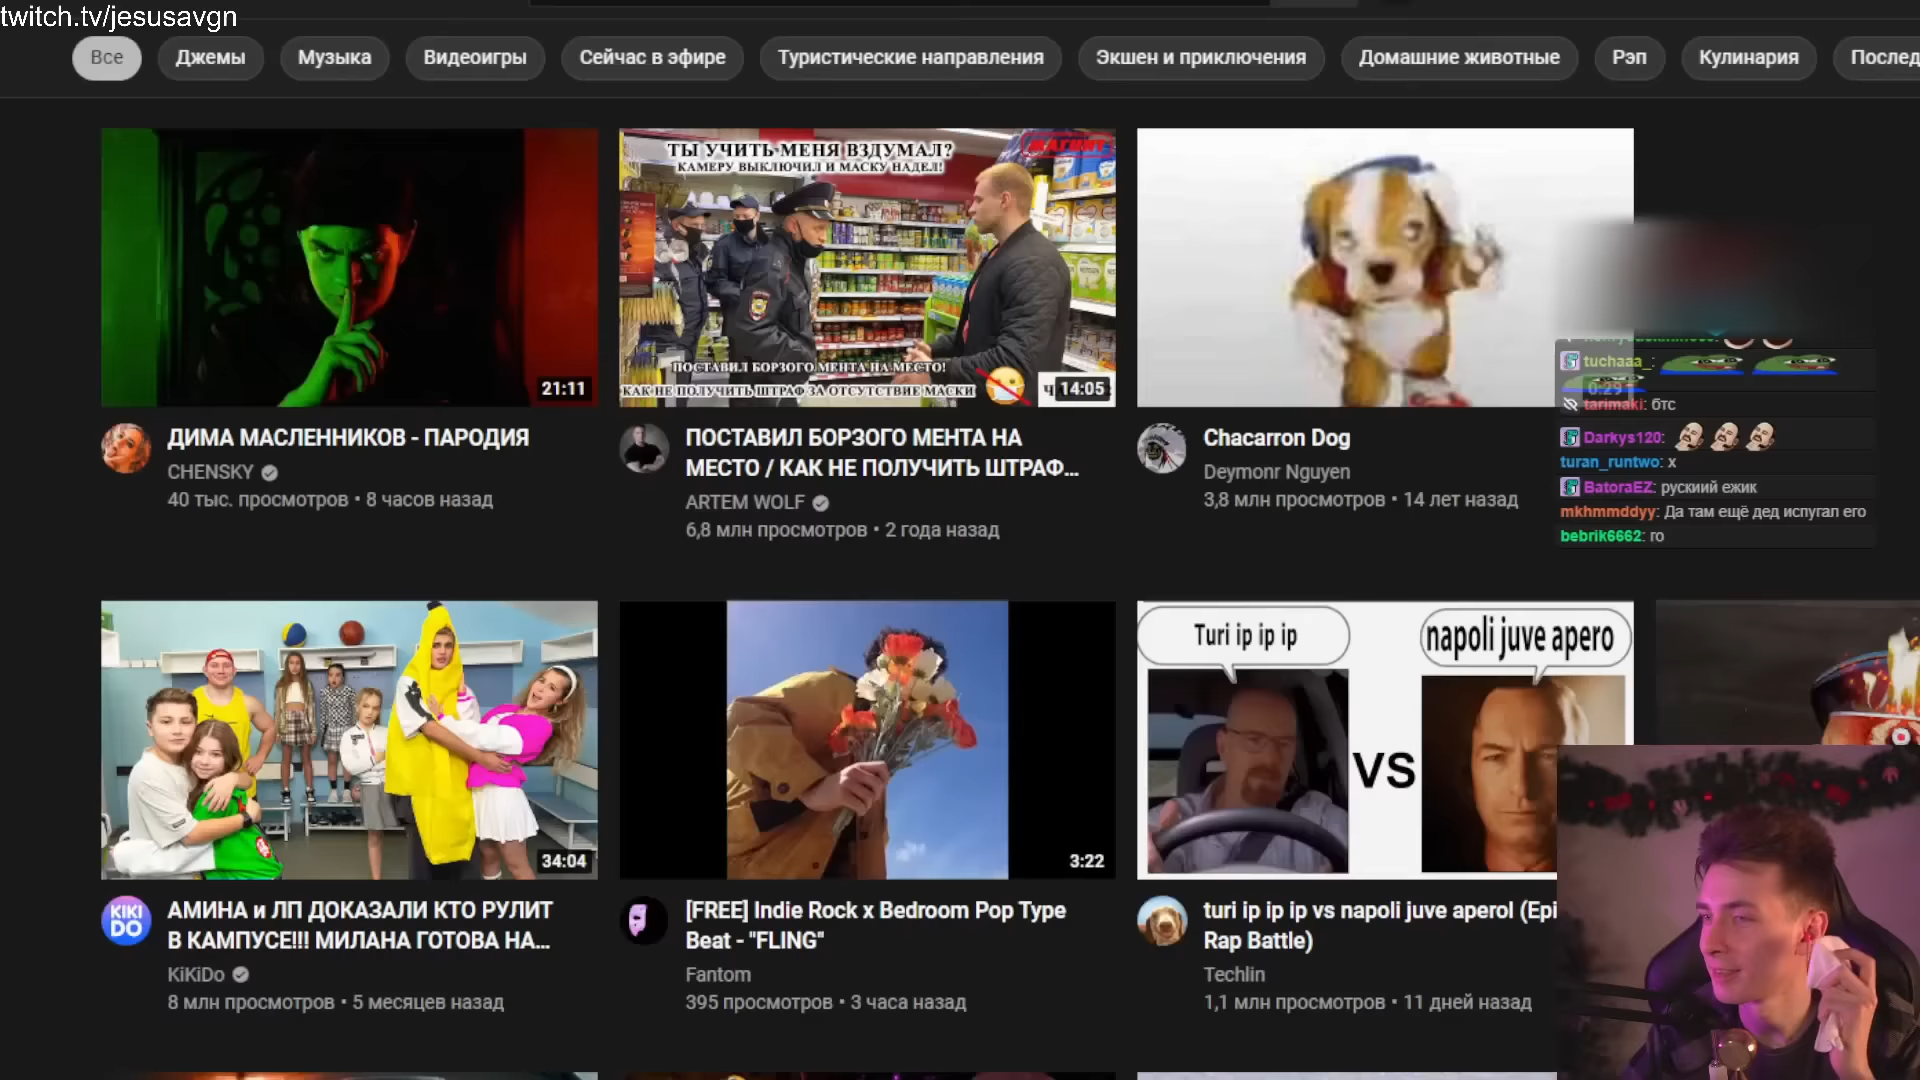 twitch.tv/jesusavgn
Все
Джемы
Музыка
Видеоигры
Сейчас в эфире
Туристические направления
Экшен и приключения
Домашние животные
Рэп
Кулинария
Послед
ТЫ УЧИТЬ МЕНЯ ВЗДУМАЛ?
КАМЕРУ ВЫКЛЮЧИЛ И МАСКУ НАДЕЛ!
МАГНИТ
ПОСТАВИЛ БОРЗОГО МЕНТА НА МЕСТО!
КАК НЕ ПОЛУЧИТЬ ШТРАФ ЗА ОТСУТСТВИЕ МАСКИ
21:11
14:05
0:29
ДИМА МАСЛЕННИКОВ - ПАРОДИЯ
CHENSKY
40 тыс. просмотров • 8 часов назад
ПОСТАВИЛ БОРЗОГО МЕНТА НА
МЕСТО / КАК НЕ ПОЛУЧИТЬ ШТРАФ...
ARTEM WOLF
6,8 млн просмотров • 2 года назад
Chacarron Dog
Deymonr Nguyen
3,8 млн просмотров • 14 лет назад
tuchaaa_:
tarimaki: бтс
Darkys120:
turan_runtwo: x
BatoraEZ: рускиий ежик
mkhmmddyy: Да там ещё дед испугал его
bebrik6662: го
34:04
3:22
Turi ip ip ip
napoli juve apero
VS
KIKI
DO
АМИНА и ЛП ДОКАЗАЛИ КТО РУЛИТ
В КАМПУСЕ!!! МИЛАНА ГОТОВА НА...
KiKiDo
8 млн просмотров • 5 месяцев назад
[FREE] Indie Rock x Bedroom Pop Type
Beat - "FLING"
Fantom
395 просмотров • 3 часа назад
turi ip ip ip vs napoli juve aperol (Epi
Rap Battle)
Techlin
1,1 млн просмотров • 11 дней назад